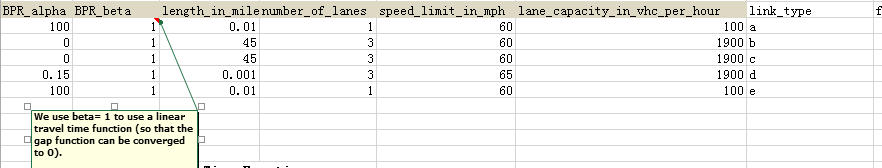 BPR_alpha BPR_beta length_in_mile number_of_lanes speed_limit_in_mph lane_capacity_in_vhc_per_hour link_type f
100 1 0.01 1 60 100 a
0 1 45 3 60 1900 b
0 1 45 3 60 1900 c
0.15 1 0.001 3 65 1900 d
100 1 0.01 1 60 100 e
We use beta= 1 to use a linear
travel time function (so that the
gap function can be converged
to 0).